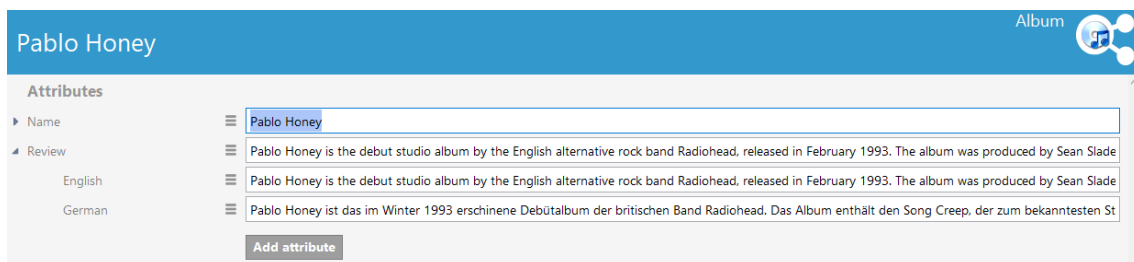 Album
Pablo Honey
Attributes
Name Pablo Honey
Review Pablo Honey is the debut studio album by the English alternative rock band Radiohead, released in February 1993. The album was produced by Sean Slade
English Pablo Honey is the debut studio album by the English alternative rock band Radiohead, released in February 1993. The album was produced by Sean Slade
German Pablo Honey ist das im Winter 1993 erschinene Debütalbum der britischen Band Radiohead. Das Album enthält den Song Creep, der zum bekanntesten St
Add attribute